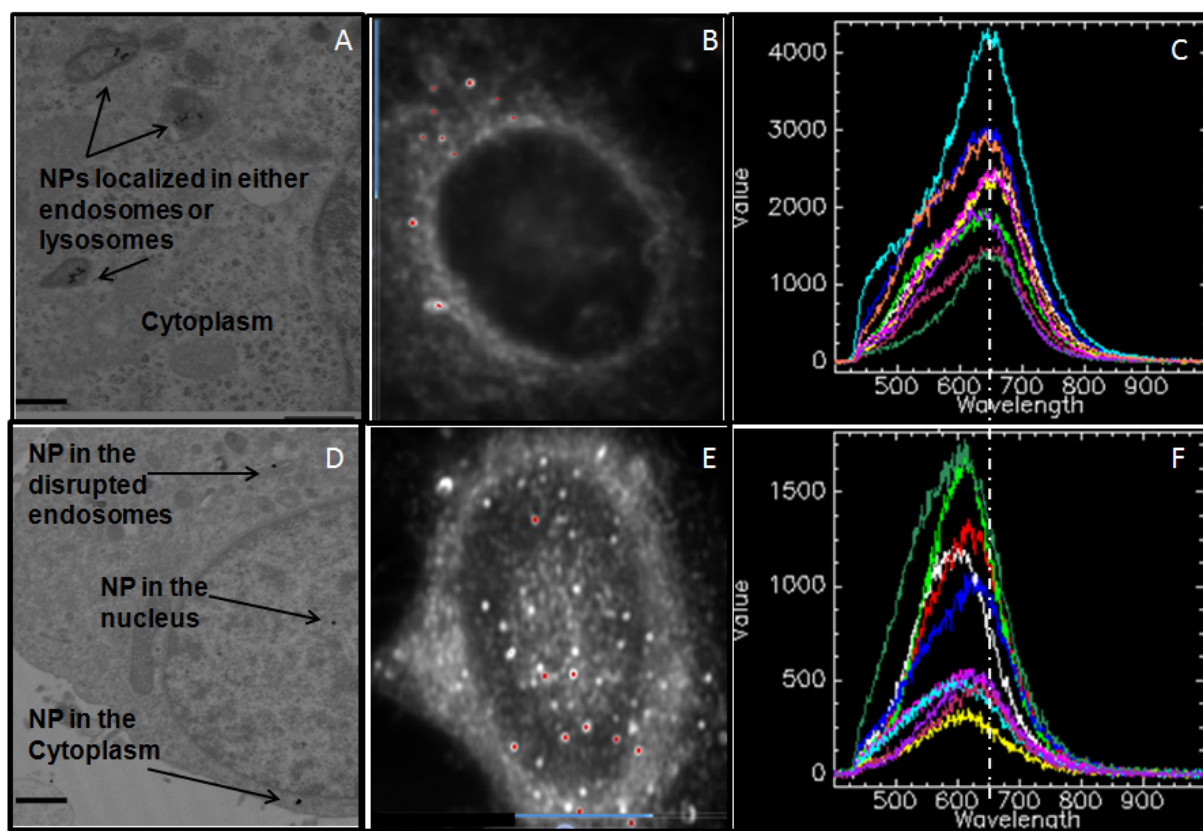 A
NPs localized in either
endosomes or
lysosomes
Cytoplasm
B
C
4000
3000
2000
1000
0
Value
500 600 700 800 900
Wavelength
D
NP in the
disrupted
endosomes
NP in the
nucleus
NP in the
Cytoplasm
E
F
1500
1000
500
0
Value
400 500 600 700 800 900
Wavelength